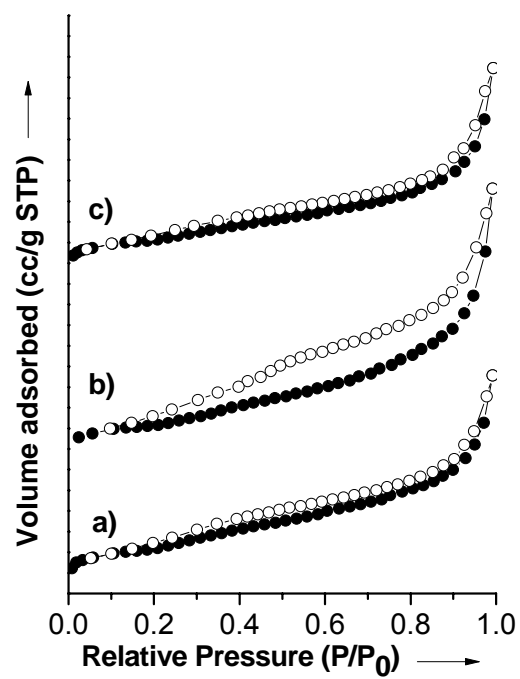 Volume adsorbed (cc/g STP)
c)
b)
a)
0.0 0.2 0.4 0.6 0.8 1.0
Relative Pressure (P/P0)